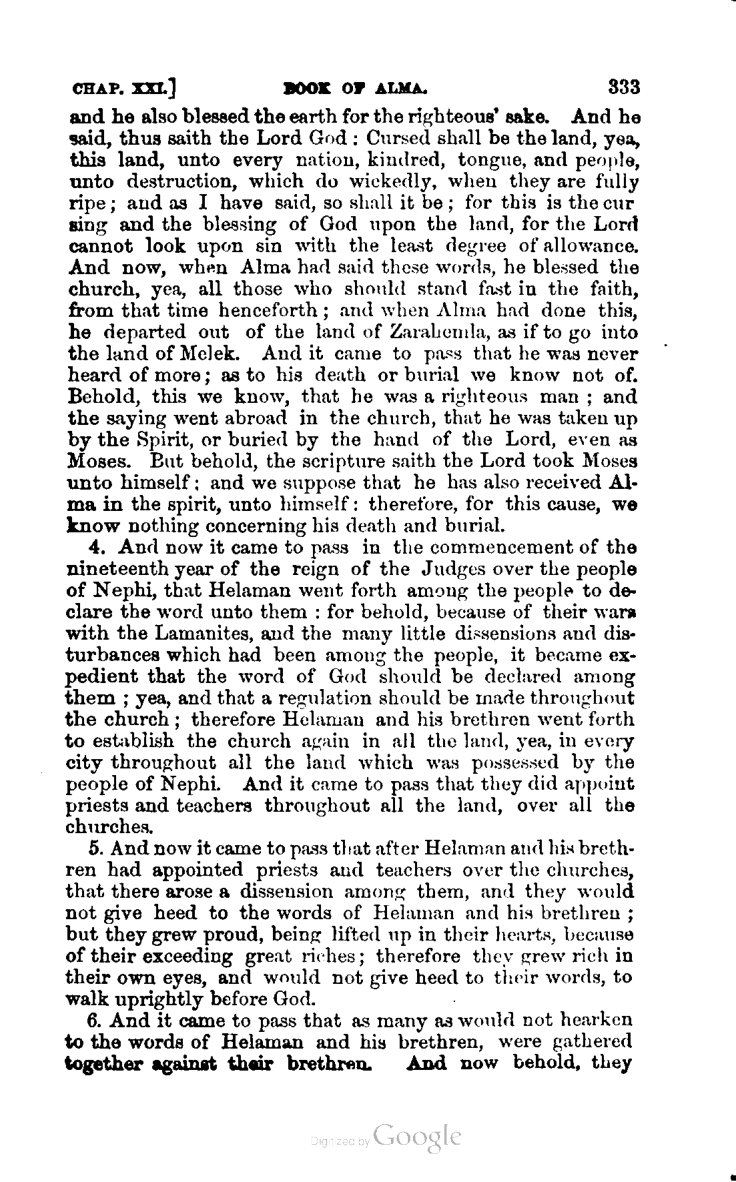 CHAP. XXI.] BOOK OF ALMA. 333
and he also blessed the earth for the righteous' sake. And he
said, thus saith the Lord God: Cursed shall be the land, yea,
this land, unto every nation, kindred, tongue, and people,
unto destruction, which do wickedly, when they are fully
ripe; and as I have said, so shall it be; for this is the cur
sing and the blessing of God upon the land, for the Lord
cannot look upon sin with the least degree of allowance.
And now, when Alma had said these words, he blessed the
church, yea, all those who should stand fast in the faith,
from that time henceforth; and when Alma had done this,
he departed out of the land of Zarahemla, as if to go into
the land of Melek. And it came to pass that he was never
heard of more; as to his death or burial we know not of.
Behold, this we know, that he was a righteous man; and
the saying went abroad in the church, that he was taken up
by the Spirit, or buried by the hand of the Lord, even as
Moses. But behold, the scripture saith the Lord took Moses
unto himself; and we suppose that he has also received Al-
ma in the spirit, unto himself: therefore, for this cause, we
know nothing concerning his death and burial.
4. And now it came to pass in the commencement of the
nineteenth year of the reign of the Judges over the people
of Nephi, that Helaman went forth among the people to de-
clare the word unto them: for behold, because of their wars
with the Lamanites, and the many little dissensions and dis-
turbances which had been among the people, it became ex-
pedient that the word of God should be declared among
them; yea, and that a regulation should be made throughout
the church; therefore Helaman and his brethren went forth
to establish the church again in all the land, yea, in every
city throughout all the land which was possessed by the
people of Nephi. And it came to pass that they did appoint
priests and teachers throughout all the land, over all the
churches.
5. And now it came to pass that after Helaman and his breth-
ren had appointed priests and teachers over the churches,
that there arose a dissension among them, and they would
not give heed to the words of Helaman and his brethren;
but they grew proud, being lifted up in their hearts, because
of their exceeding great riches; therefore they grew rich in
their own eyes, and would not give heed to their words, to
walk uprightly before God.
6. And it came to pass that as many as would not hearken
to the words of Helaman and his brethren, were gathered
together against their brethren. And now behold, they
Digitized by Google